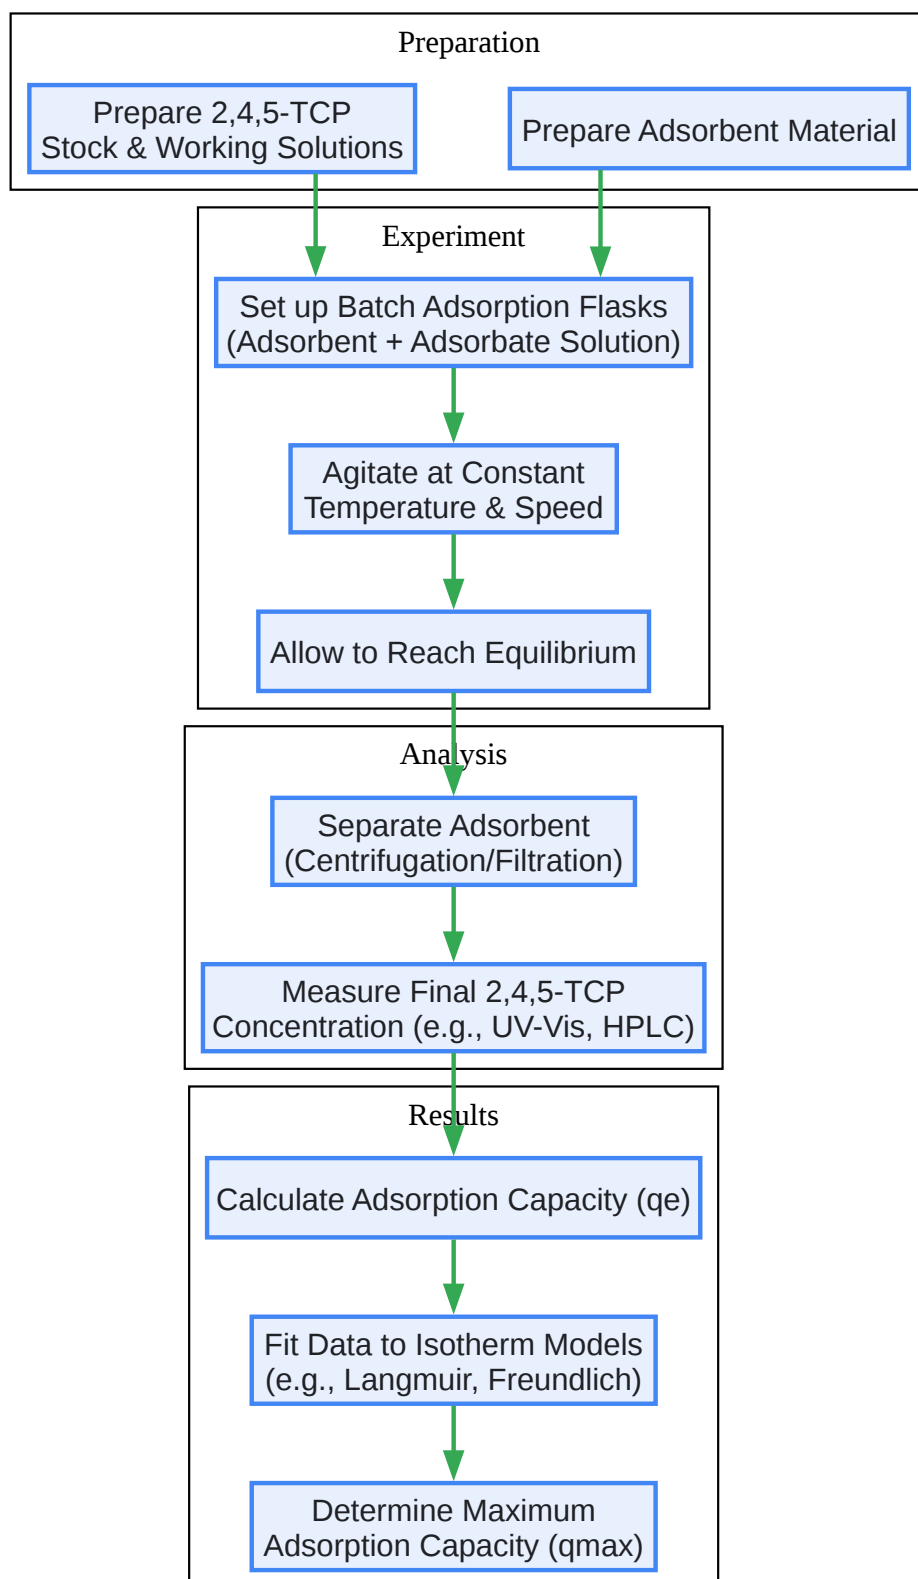 Preparation
Prepare 2,4,5-TCP
Stock & Working Solutions
Prepare Adsorbent Material
Experiment
Set up Batch Adsorption Flasks
(Adsorbent + Adsorbate Solution)
Agitate at Constant
Temperature & Speed
Allow to Reach Equilibrium
Analysis
Separate Adsorbent
(Centrifugation/Filtration)
Measure Final 2,4,5-TCP
Concentration (e.g., UV-Vis, HPLC)
Results
Calculate Adsorption Capacity (qe)
Fit Data to Isotherm Models
(e.g., Langmuir, Freundlich)
Determine Maximum
Adsorption Capacity (qmax)